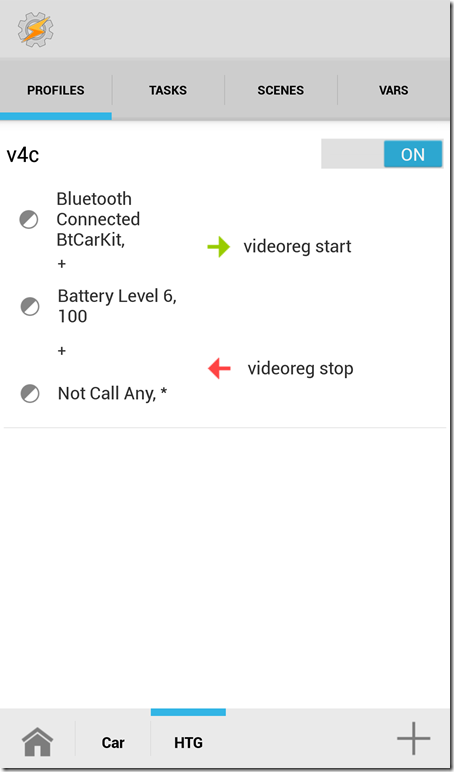 PROFILES TASKS SCENES VARS
v4c
ON
Bluetooth
Connected
BtCarKit,
+
videoreg start
Battery Level 6,
100
+
videoreg stop
Not Call Any, *
Car HTG